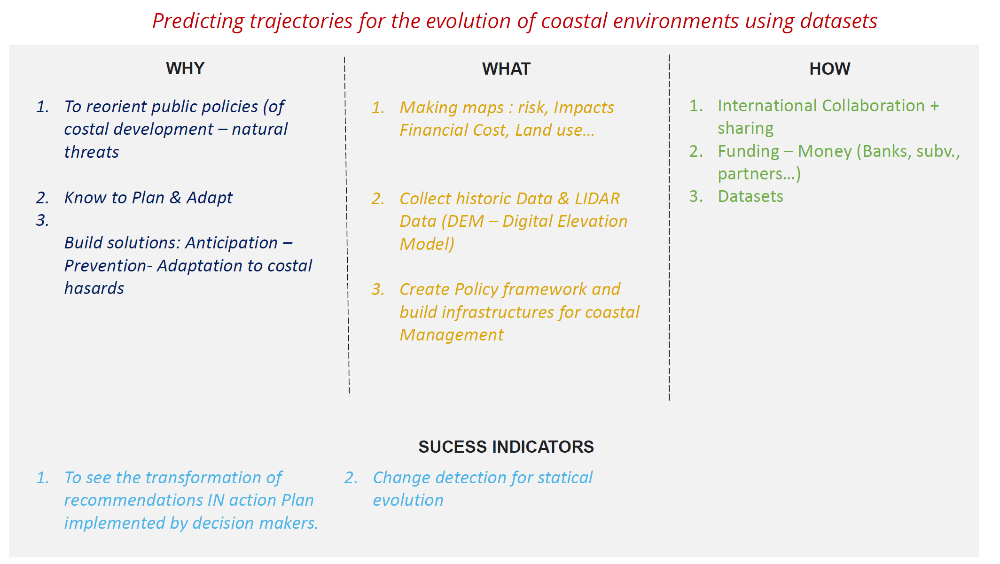 Predicting trajectories for the evolution of coastal environments using datasets
WHY
1. To reorient public policies (of
costal development – natural
threats
2. Know to Plan & Adapt
3.
Build solutions: Anticipation –
Prevention- Adaptation to costal
hasards
WHAT
1. Making maps : risk, Impacts
Financial Cost, Land use...
2. Collect historic Data & LIDAR
Data (DEM – Digital Elevation
Model)
3. Create Policy framework and
build infrastructures for coastal
Management
HOW
1. International Collaboration +
sharing
2. Funding – Money (Banks, subv.,
partners...)
3. Datasets
SUCESS INDICATORS
1. To see the transformation of
recommendations IN action Plan
implemented by decision makers.
2. Change detection for statical
evolution